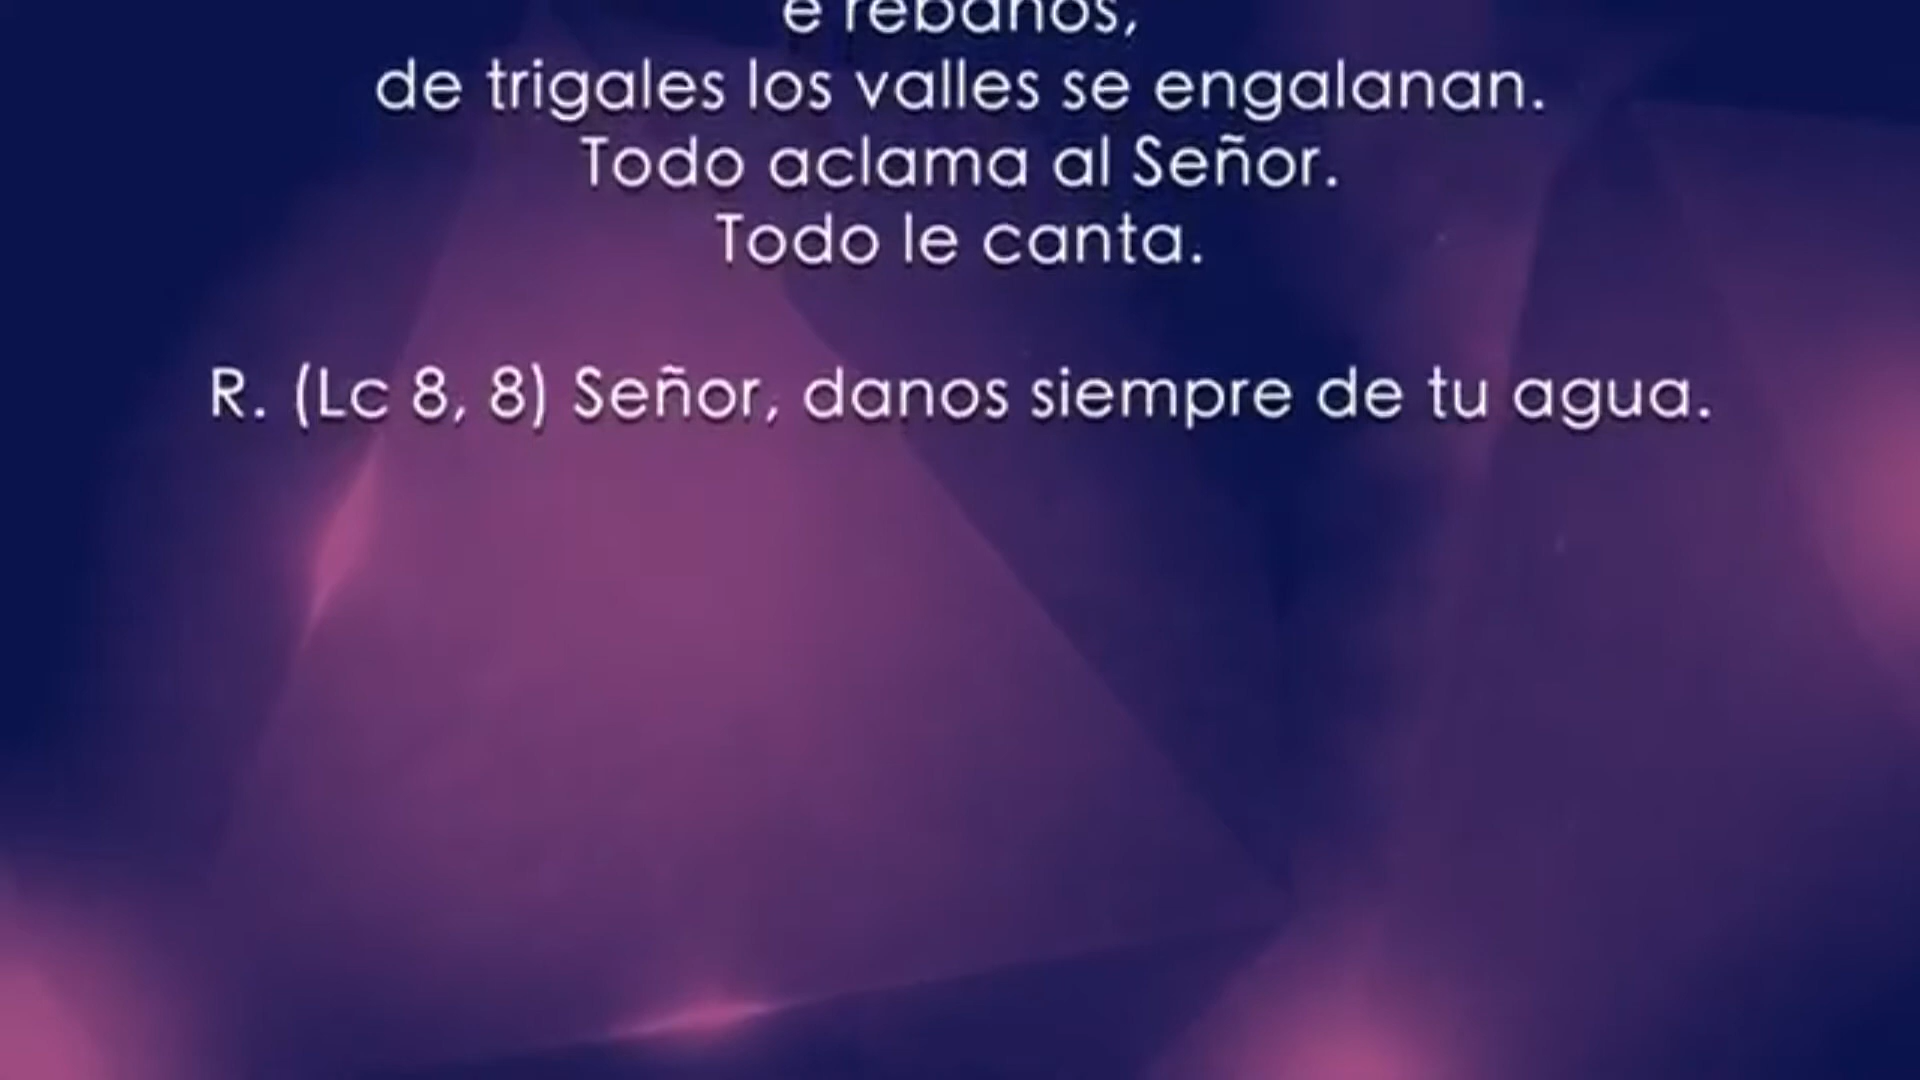 e rebaños,
de trigales los valles se engalanan.
Todo aclama al Señor.
Todo le canta.
R. (Lc 8, 8) Señor, danos siempre de tu agua.